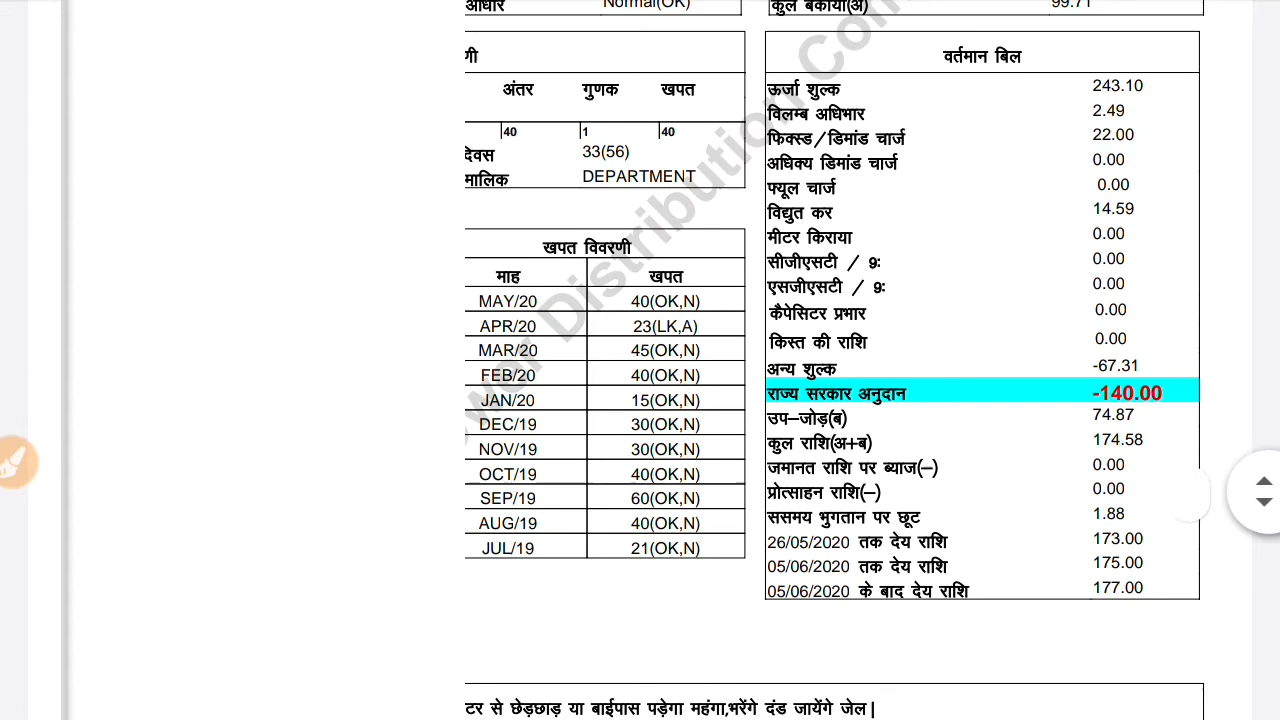 आधार Normal(OK)
कुल बकाया(अ) 99.71
णी
अंतर गुणक खपत
40 1 40
दिवस 33(56)
मालिक DEPARTMENT
खपत विवरणी
माह खपत
MAY/20 40(OK,N)
APR/20 23(LK,A)
MAR/20 45(OK,N)
FEB/20 40(OK,N)
JAN/20 15(OK,N)
DEC/19 30(OK,N)
NOV/19 30(OK,N)
OCT/19 40(OK,N)
SEP/19 60(OK,N)
AUG/19 40(OK,N)
JUL/19 21(OK,N)
वर्तमान बिल
ऊर्जा शुल्क 243.10
विलम्ब अधिभार 2.49
फिक्स्ड/डिमांड चार्ज 22.00
अधिक्य डिमांड चार्ज 0.00
फ्यूल चार्ज 0.00
विद्युत कर 14.59
मीटर किराया 0.00
सीजीएसटी / 9: 0.00
एसजीएसटी / 9: 0.00
कैपेसिटर प्रभार 0.00
किस्त की राशि 0.00
अन्य शुल्क -67.31
राज्य सरकार अनुदान -140.00
उप–जोड़(ब) 74.87
कुल राशि(अ+ब) 174.58
जमानत राशि पर ब्याज(–) 0.00
प्रोत्साहन राशि(–) 0.00
ससमय भुगतान पर छूट 1.88
26/05/2020 तक देय राशि 173.00
05/06/2020 तक देय राशि 175.00
05/06/2020 के बाद देय राशि 177.00
wer Distribution Com
टर से छेड़छाड़ या बाईपास पड़ेगा महंगा,भरेंगे दंड जायेंगे जेल|